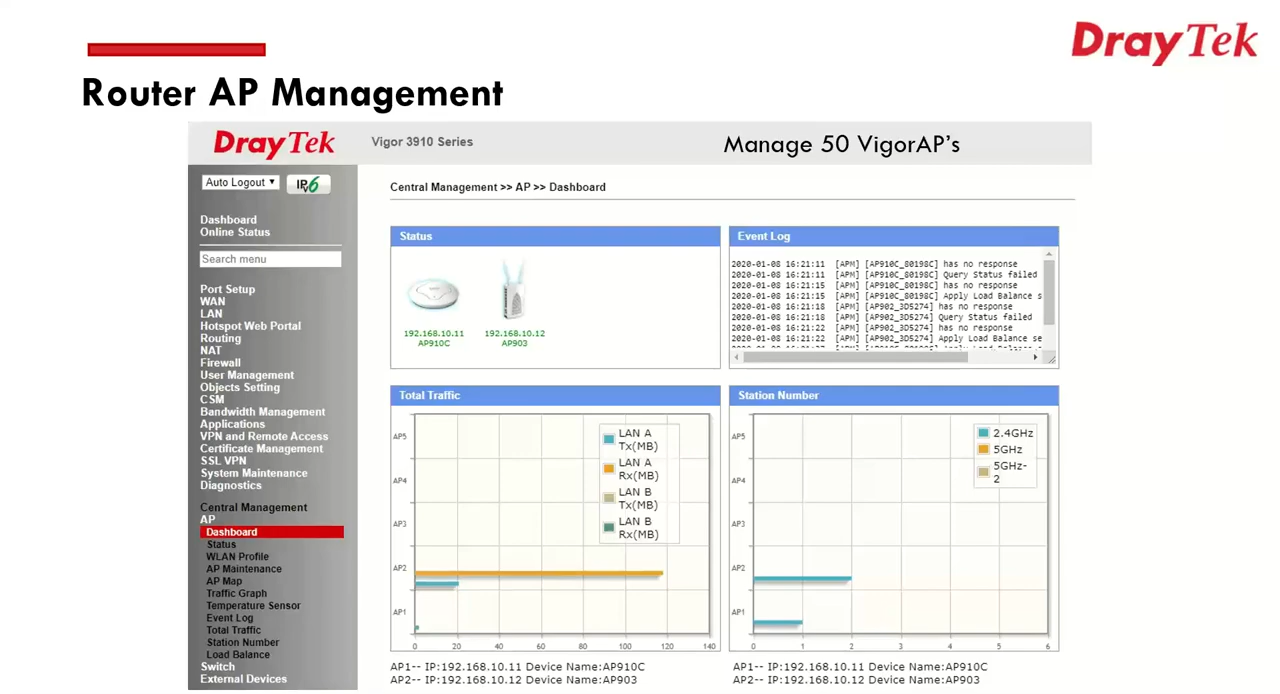 DrayTek
Router AP Management
DrayTek
Vigor 3910 Series
Manage 50 VigorAP's
Auto Logout
IPv6
Dashboard
Online Status
Search menu
Port Setup
WAN
LAN
Hotspot Web Portal
Routing
NAT
Firewall
User Management
Objects Setting
CSM
Bandwidth Management
Applications
VPN and Remote Access
Certificate Management
SSL VPN
System Maintenance
Diagnostics
Central Management
AP
Dashboard
Status
WLAN Profile
AP Maintenance
AP Map
Traffic Graph
Temperature Sensor
Event Log
Total Traffic
Station Number
Load Balance
Switch
External Devices
Central Management >> AP >> Dashboard
Status
192.168.10.11
AP910C
192.168.10.12
AP903
Event Log
2020-01-08 16:21:11 [APM] [AP910C_80198C] has no response
2020-01-08 16:21:11 [APM] [AP910C_80198C] Query Status failed
2020-01-08 16:21:15 [APM] [AP910C_80198C] has no response
2020-01-08 16:21:15 [APM] [AP910C_80198C] Apply Load Balance s
2020-01-08 16:21:18 [APM] [AP902_3D5274] has no response
2020-01-08 16:21:18 [APM] [AP902_3D5274] Query Status failed
2020-01-08 16:21:22 [APM] [AP902_3D5274] has no response
2020-01-08 16:21:22 [APM] [AP902_3D5274] Apply Load Balance se
Total Traffic
AP5
AP4
AP3
AP2
AP1
LAN A
Tx(MB)
LAN A
Rx(MB)
LAN B
Tx(MB)
LAN B
Rx(MB)
0 20 40 60 80 100 120 140
AP1-- IP:192.168.10.11 Device Name:AP910C
AP2-- IP:192.168.10.12 Device Name:AP903
Station Number
AP5
AP4
AP3
AP2
AP1
2.4GHz
5GHz
5GHz-
2
0 1 2 3 4 5 6
AP1-- IP:192.168.10.11 Device Name:AP910C
AP2-- IP:192.168.10.12 Device Name:AP903